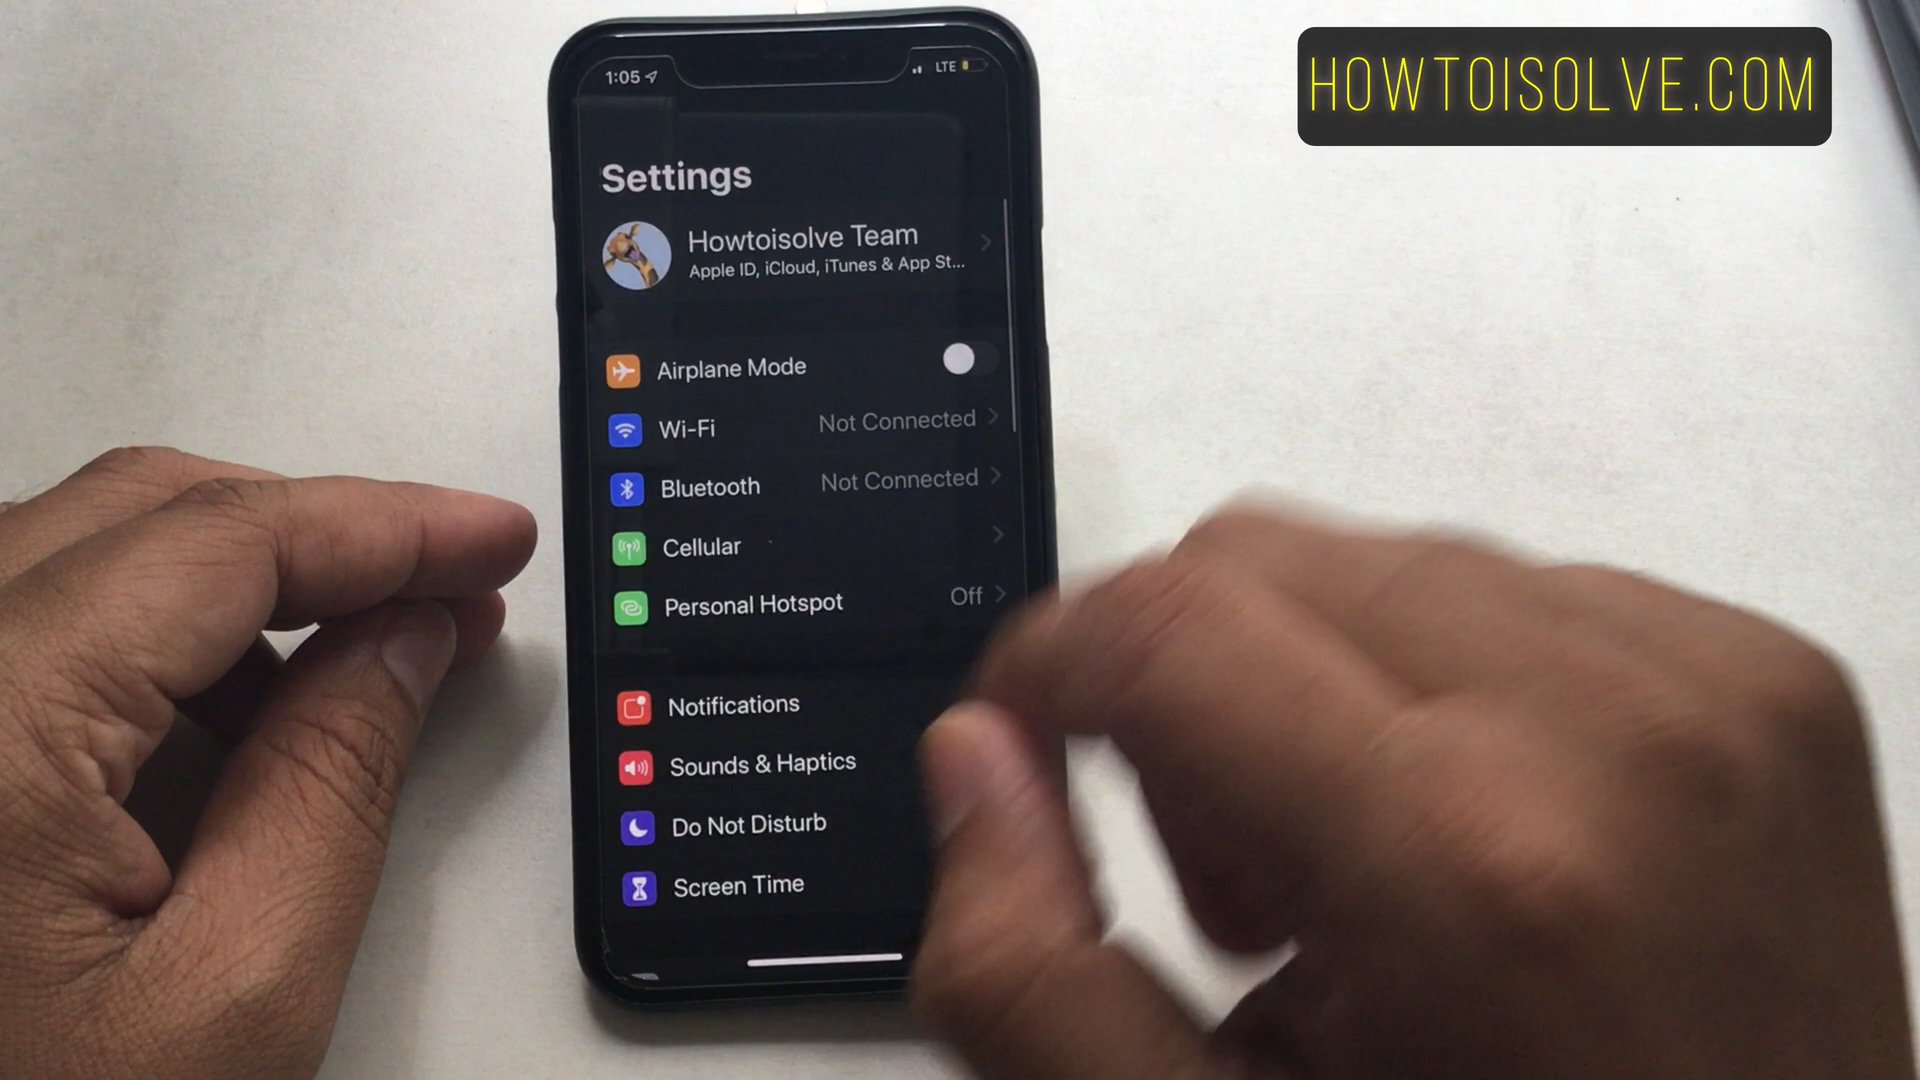 HOWTOISOLVE.COM
1:05 LTE
Settings
Howtoisolve Team
Apple ID, iCloud, iTunes & App St...
Airplane Mode
Wi-Fi Not Connected
Bluetooth Not Connected
Cellular
Personal Hotspot Off
Notifications
Sounds & Haptics
Do Not Disturb
Screen Time